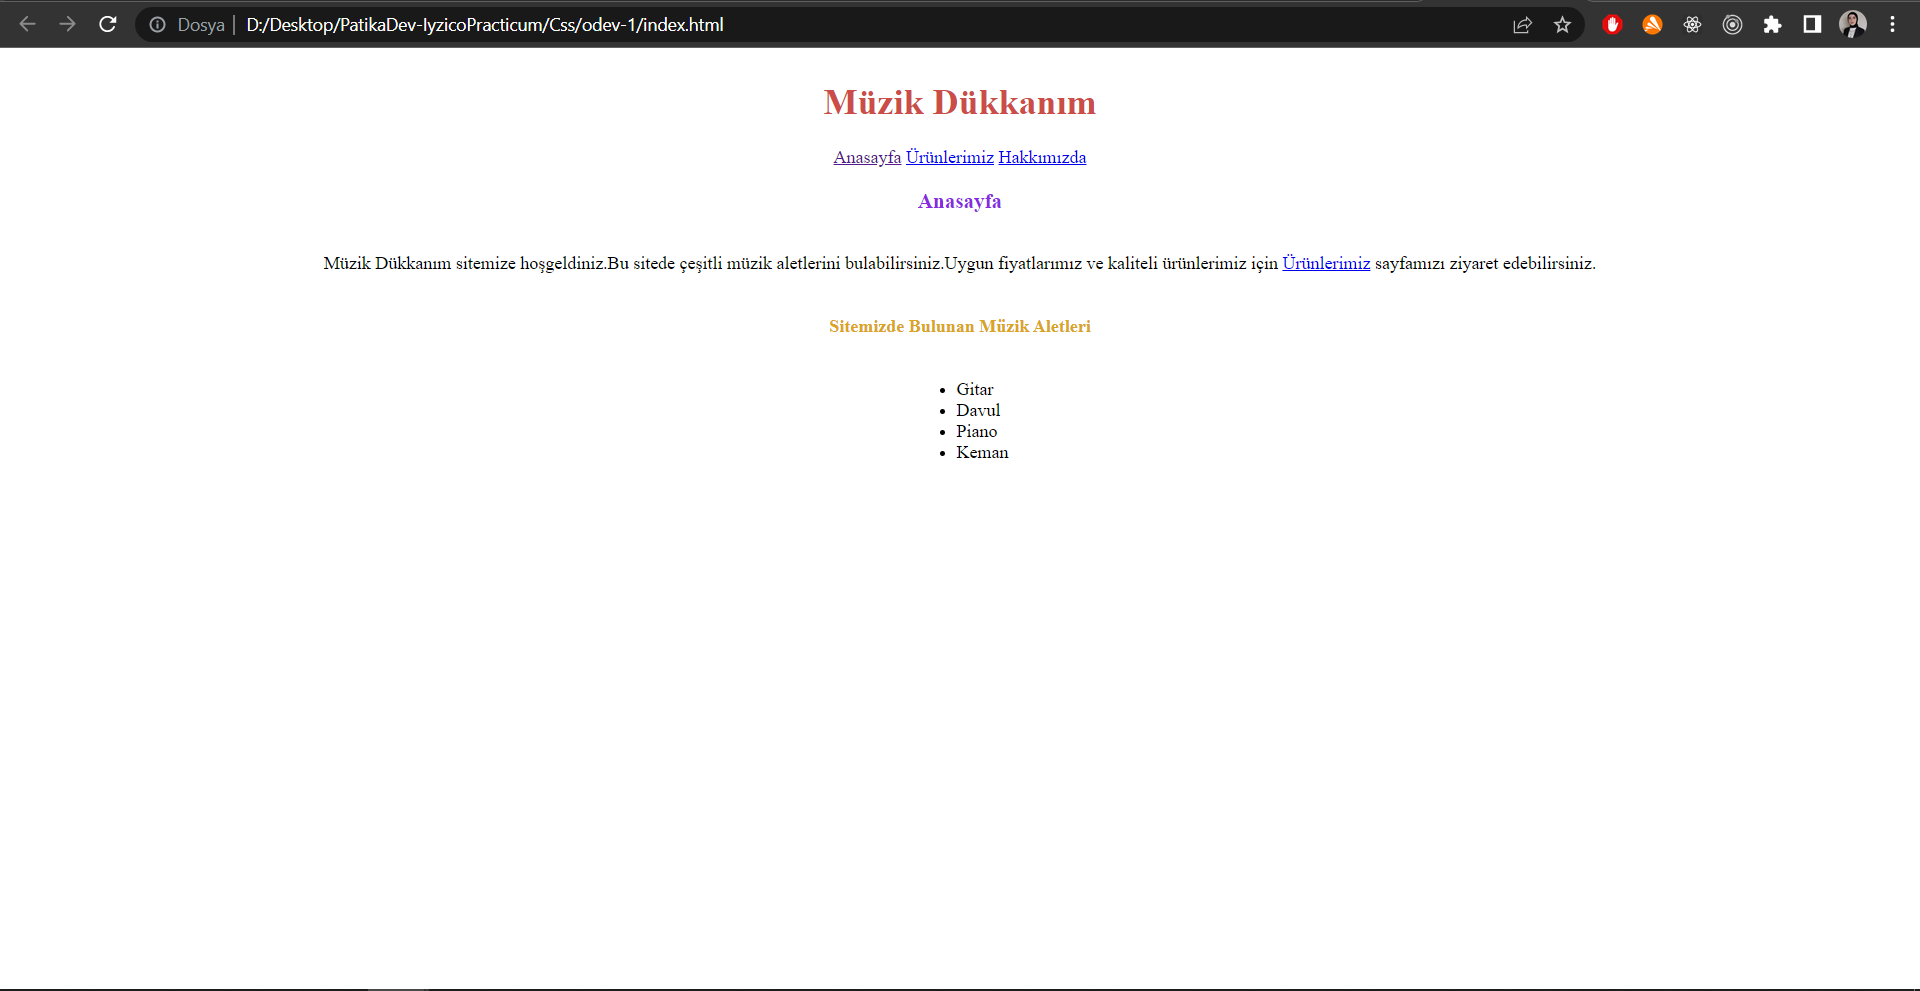 Dosya | D:/Desktop/PatikaDev-IyzicoPracticum/Css/odev-1/index.html
Müzik Dükkanım
Anasayfa Ürünlerimiz Hakkımızda
Anasayfa
Müzik Dükkanım sitemize hoşgeldiniz.Bu sitede çeşitli müzik aletlerini bulabilirsiniz.Uygun fiyatlarımız ve kaliteli ürünlerimiz için Ürünlerimiz sayfamızı ziyaret edebilirsiniz.
Sitemizde Bulunan Müzik Aletleri
• Gitar
• Davul
• Piano
• Keman